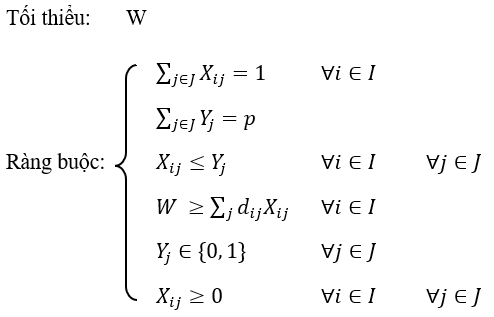 Tối thiểu: W
∑_{j∈J} X_{ij} = 1 ∀i ∈ I
∑_{j∈J} Y_j = p
Ràng buộc: X_{ij} ≤ Y_j ∀i ∈ I ∀j ∈ J
W ≥ ∑_j d_{ij} X_{ij} ∀i ∈ I
Y_j ∈ {0, 1} ∀j ∈ J
X_{ij} ≥ 0 ∀i ∈ I ∀j ∈ J